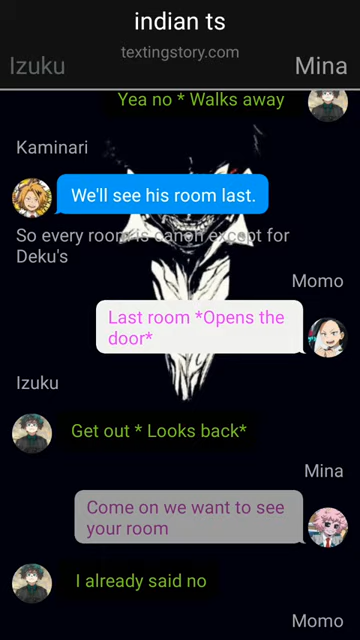 indian ts
textingstory.com
Izuku
Mina
Yea no * Walks away
Kaminari
We'll see his room last.
So every room is canon except for
Deku's
Momo
Last room *Opens the
door*
Izuku
Get out * Looks back*
Mina
Come on we want to see
your room
I already said no
Momo